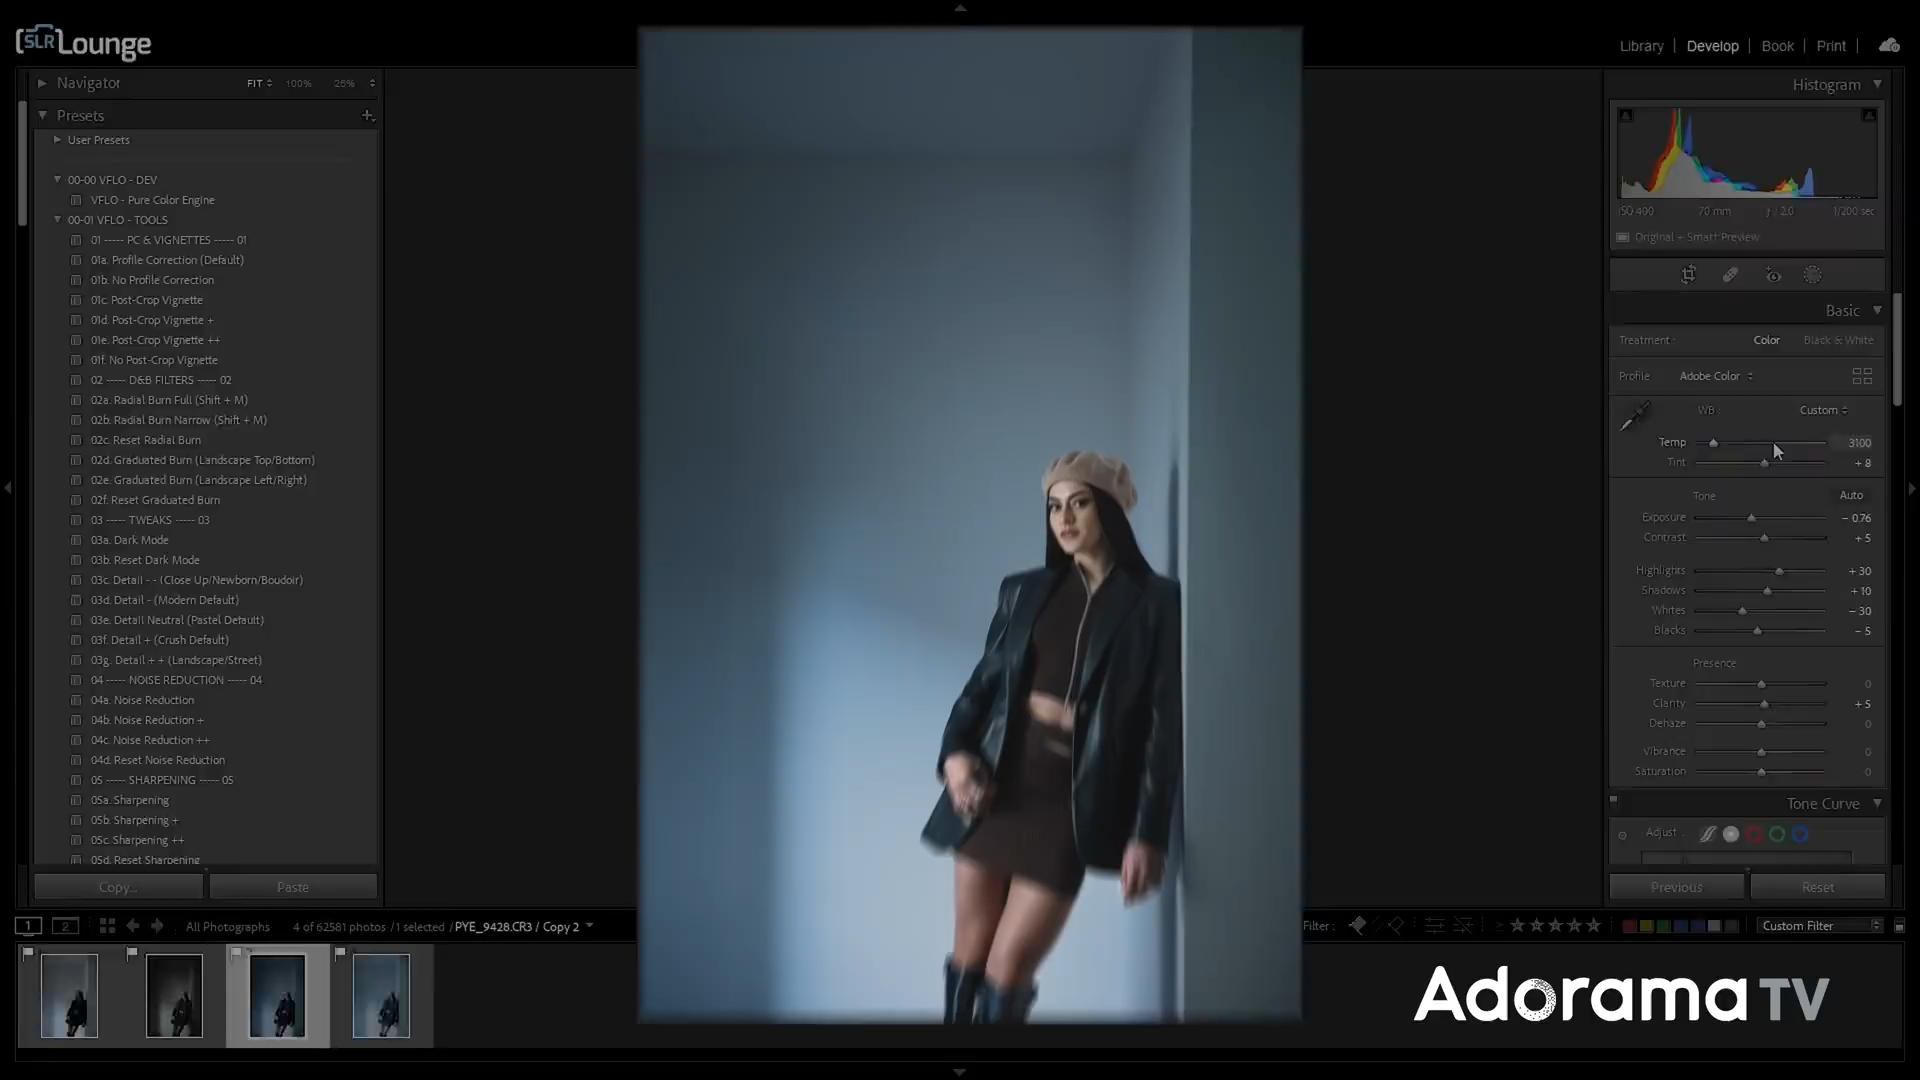 SLR Lounge
Library | Develop | Book | Print |
Navigator FIT 100% 25%
Presets
User Presets
00-00 VFLO - DEV
VFLO - Pure Color Engine
00-01 VFLO - TOOLS
01 ----- PC & VIGNETTES ----- 01
01a. Profile Correction (Default)
01b. No Profile Correction
01c. Post-Crop Vignette
01d. Post-Crop Vignette +
01e. Post-Crop Vignette ++
01f. No Post-Crop Vignette
02 ----- D&B FILTERS ----- 02
02a. Radial Burn Full (Shift + M)
02b. Radial Burn Narrow (Shift + M)
02c. Reset Radial Burn
02d. Graduated Burn (Landscape Top/Bottom)
02e. Graduated Burn (Landscape Left/Right)
02f. Reset Graduated Burn
03 ----- TWEAKS ----- 03
03a. Dark Mode
03b. Reset Dark Mode
03c. Detail - - (Close Up/Newborn/Boudoir)
03d. Detail - (Modern Default)
03e. Detail Neutral (Pastel Default)
03f. Detail + (Crush Default)
03g. Detail + + (Landscape/Street)
04 ----- NOISE REDUCTION ----- 04
04a. Noise Reduction
04b. Noise Reduction +
04c. Noise Reduction ++
04d. Reset Noise Reduction
05 ----- SHARPENING ----- 05
05a. Sharpening
05b. Sharpening +
05c. Sharpening ++
05d. Reset Sharpening
Copy... Paste
Histogram
ISO 400 70 mm f / 2.0 1/200 sec
Original + Smart Preview
Basic
Treatment : Color Black & White
Profile Adobe Color
WB : Custom
Temp 3100
Tint + 8
Tone Auto
Exposure - 0.76
Contrast + 5
Highlights + 30
Shadows + 10
Whites - 30
Blacks - 5
Presence
Texture 0
Clarity + 5
Dehaze 0
Vibrance 0
Saturation 0
Tone Curve
Adjust :
Previous Reset
1 2 All Photographs 4 of 62581 photos / 1 selected / PYE_9428.CR3 / Copy 2 Filter : Custom Filter
Adorama TV